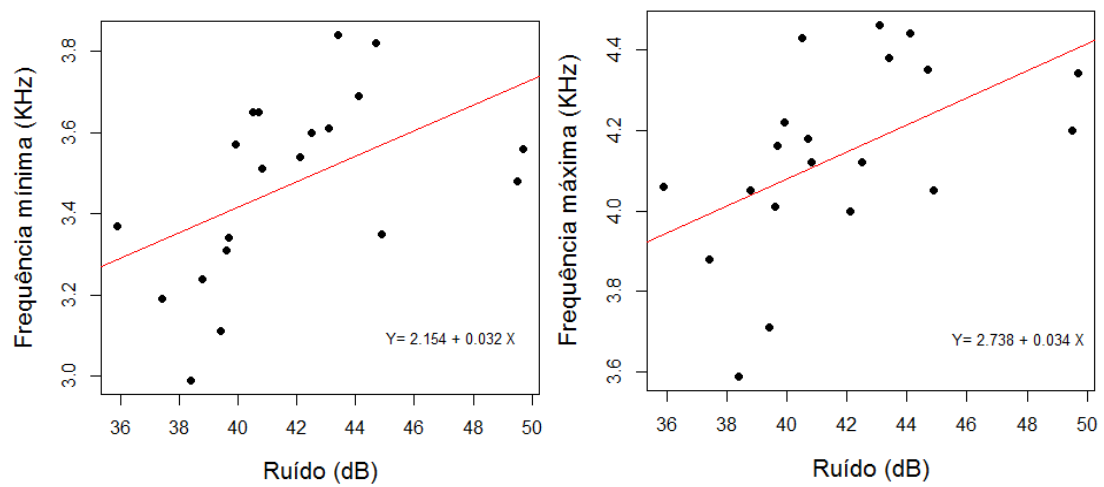 Frequência mínima (KHz)
3.8
3.6
3.4
3.2
3.0
Y= 2.154 + 0.032 X
36 38 40 42 44 46 48 50
Ruído (dB)
Frequência máxima (KHz)
4.4
4.2
4.0
3.8
3.6
Y= 2.738 + 0.034 X
36 38 40 42 44 46 48 50
Ruído (dB)